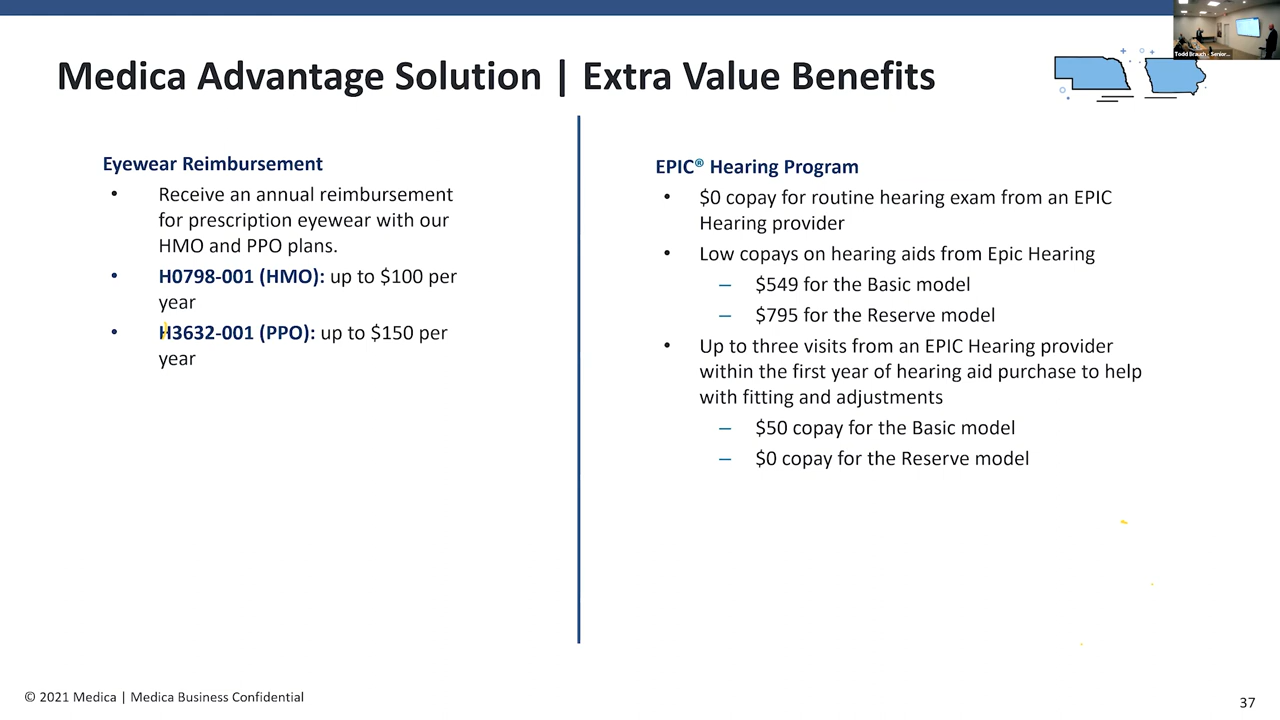 Todd Brauch - Senior...
Medica Advantage Solution | Extra Value Benefits
Eyewear Reimbursement
• Receive an annual reimbursement
for prescription eyewear with our
HMO and PPO plans.
• H0798-001 (HMO): up to $100 per
year
• H3632-001 (PPO): up to $150 per
year
EPIC® Hearing Program
• $0 copay for routine hearing exam from an EPIC
Hearing provider
• Low copays on hearing aids from Epic Hearing
– $549 for the Basic model
– $795 for the Reserve model
• Up to three visits from an EPIC Hearing provider
within the first year of hearing aid purchase to help
with fitting and adjustments
– $50 copay for the Basic model
– $0 copay for the Reserve model
© 2021 Medica | Medica Business Confidential
37